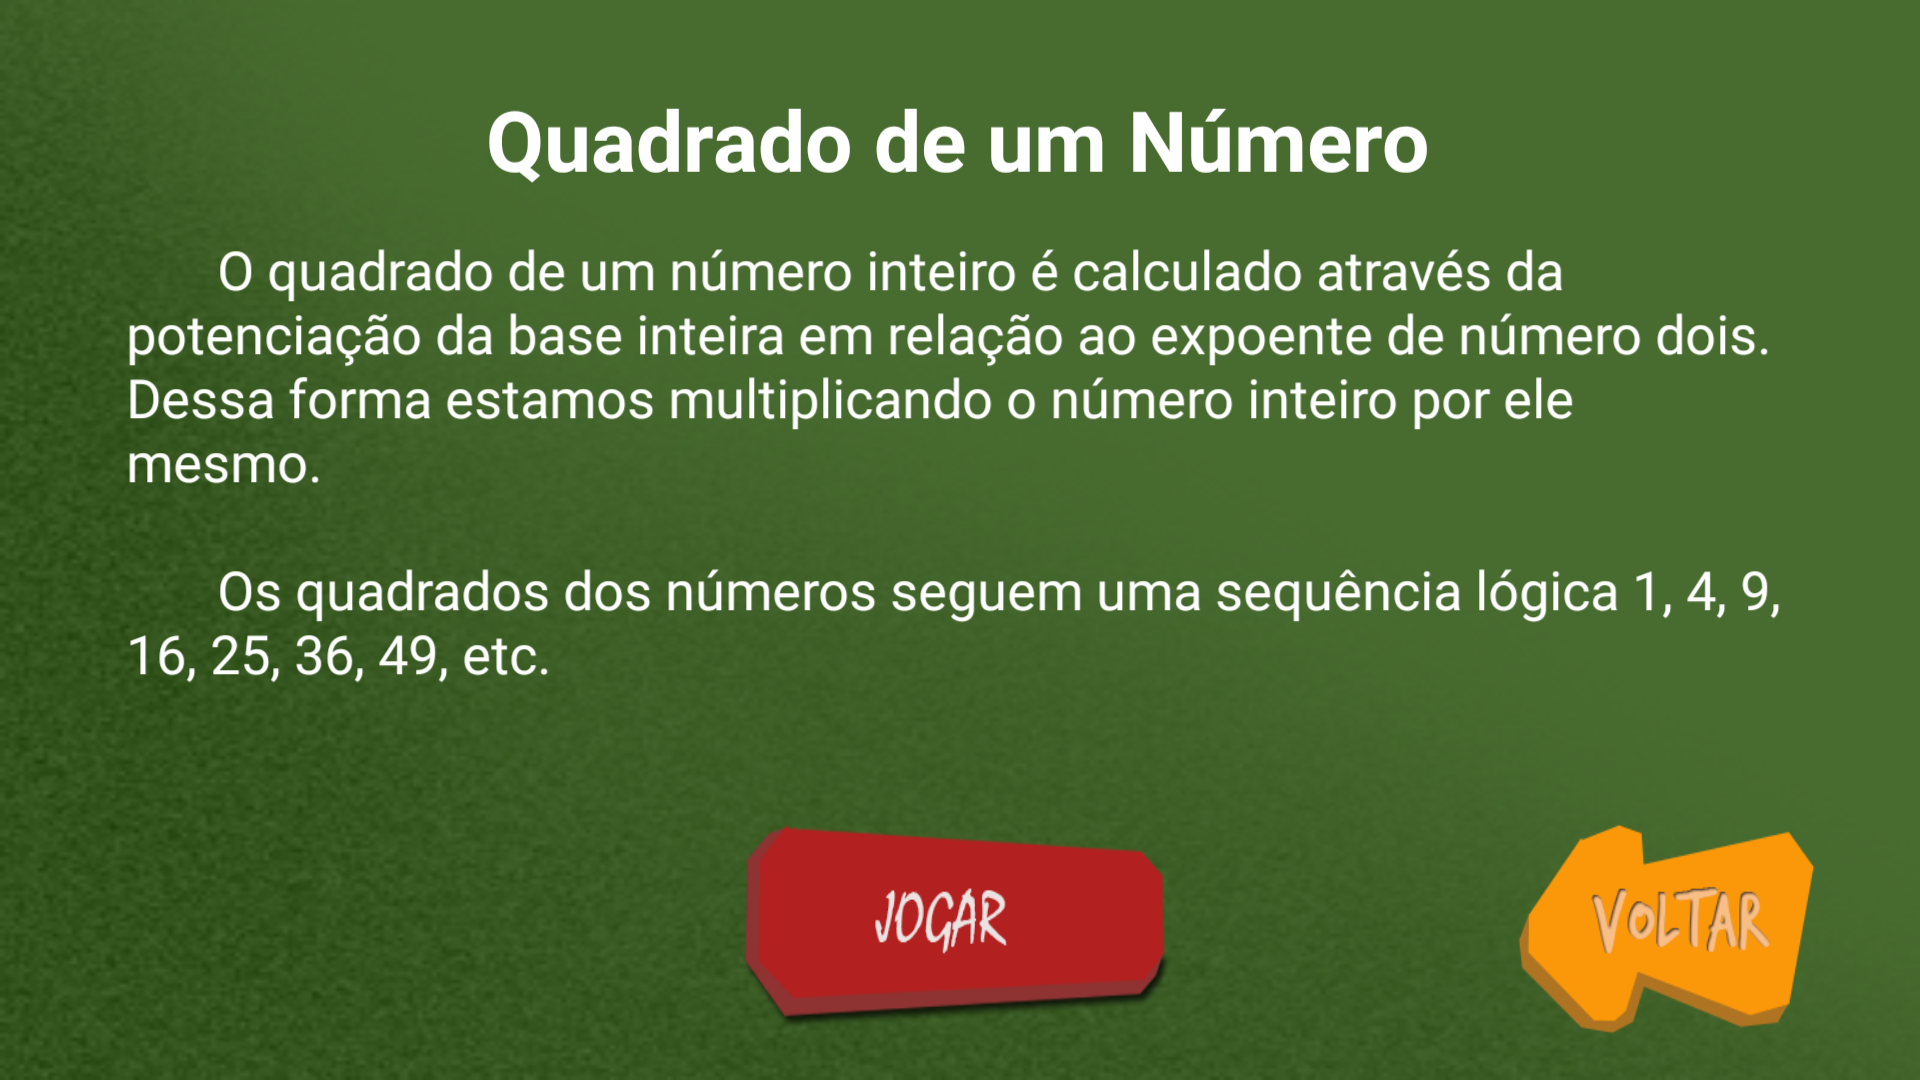 Quadrado de um Número
O quadrado de um número inteiro é calculado através da
potenciação da base inteira em relação ao expoente de número dois.
Dessa forma estamos multiplicando o número inteiro por ele
mesmo.
Os quadrados dos números seguem uma sequência lógica 1, 4, 9,
16, 25, 36, 49, etc.
JOGAR
VOLTAR